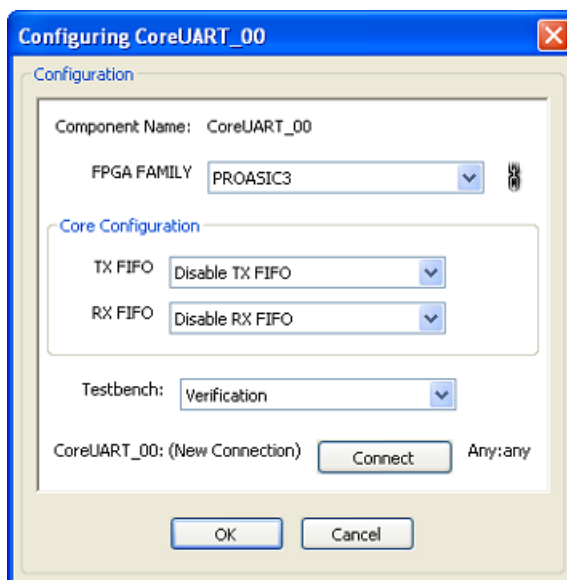 Configuring CoreUART_00
Configuration
Component Name: CoreUART_00
FPGA FAMILY PROASIC3
Core Configuration
TX FIFO Disable TX FIFO
RX FIFO Disable RX FIFO
Testbench: Verification
CoreUART_00: (New Connection) Connect Any:any
OK Cancel